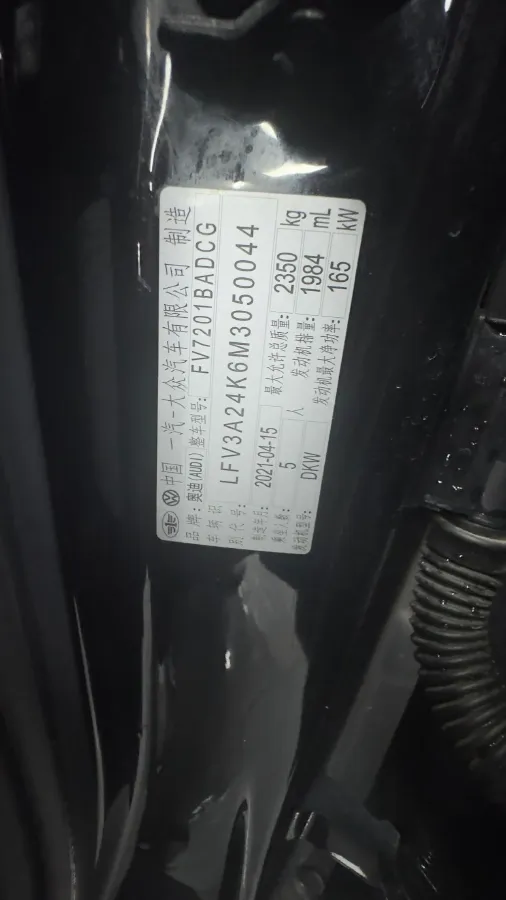 中国 一汽-大众汽车有限公司 制造
品牌: 奥迪(AUDI) 整车型号: FV7201BADCG
车辆识别代号: LFV3A24K6M3050044
制造年月: 2021-04-15 最大允许总质量: 2350 kg
乘坐人数: 5 人 发动机排量: 1984 mL
发动机型号: DKW 发动机最大净功率: 165 kW